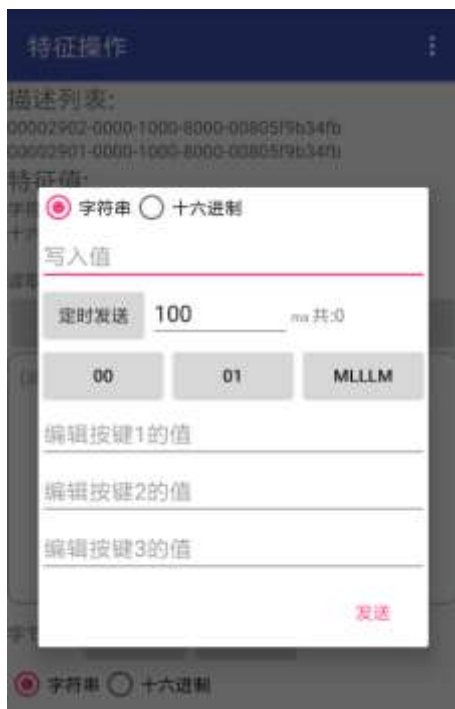 特征操作
描述列表:
00002902-0000-1000-8000-00805f9b34fb
00002901-0000-1000-8000-00805f9b34fb
特征值:
字符串 十六进制
写入值
定时发送 100 ms 共:0
00 01 MLLLM
编辑按键1的值
编辑按键2的值
编辑按键3的值
发送
字符串 十六进制